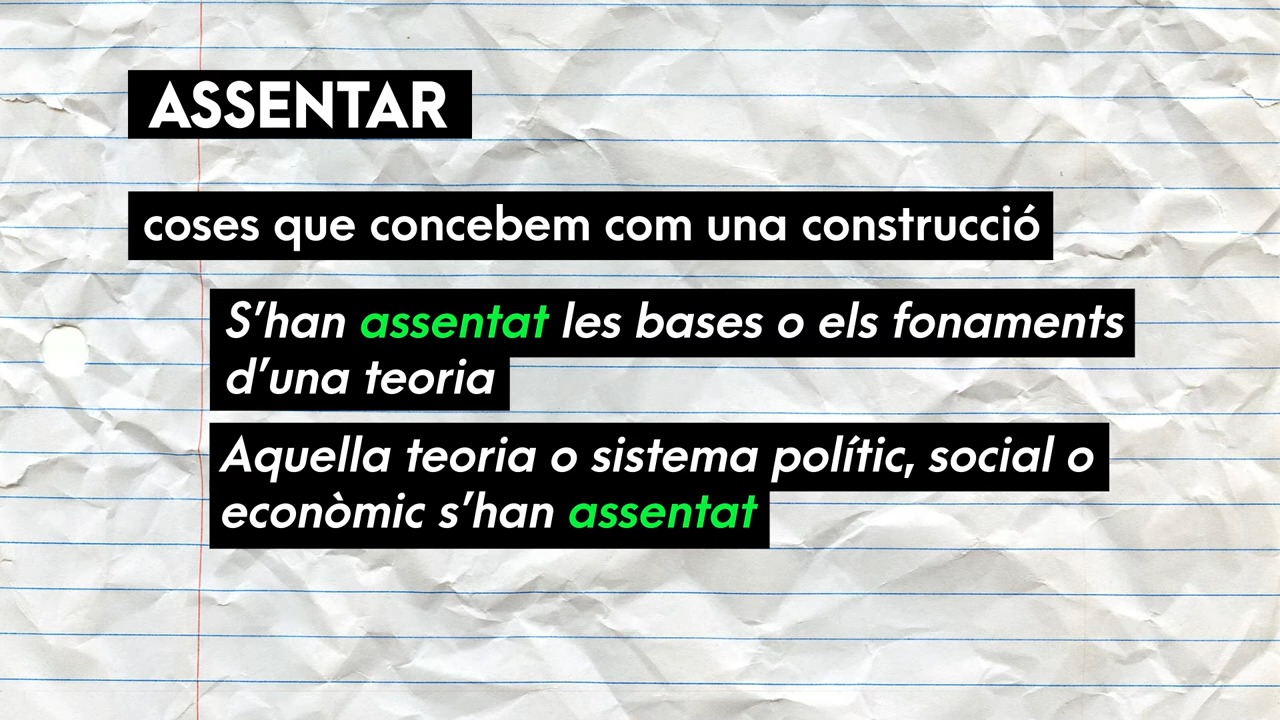 ASSENTAR
coses que concebem com una construcció
S’han assentat les bases o els fonaments
d’una teoria
Aquella teoria o sistema polític, social o
econòmic s’han assentat